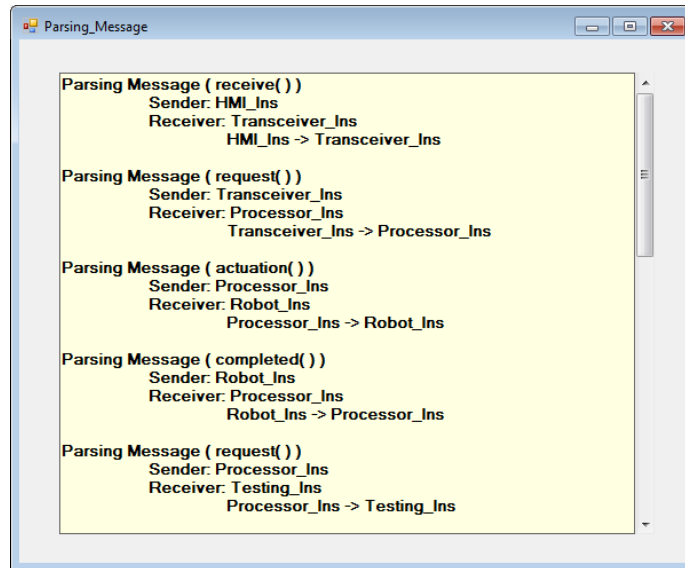 Parsing_Message
Parsing Message ( receive( ) )
Sender: HMI_Ins
Receiver: Transceiver_Ins
HMI_Ins -> Transceiver_Ins
Parsing Message ( request( ) )
Sender: Transceiver_Ins
Receiver: Processor_Ins
Transceiver_Ins -> Processor_Ins
Parsing Message ( actuation( ) )
Sender: Processor_Ins
Receiver: Robot_Ins
Processor_Ins -> Robot_Ins
Parsing Message ( completed( ) )
Sender: Robot_Ins
Receiver: Processor_Ins
Robot_Ins -> Processor_Ins
Parsing Message ( request( ) )
Sender: Processor_Ins
Receiver: Testing_Ins
Processor_Ins -> Testing_Ins